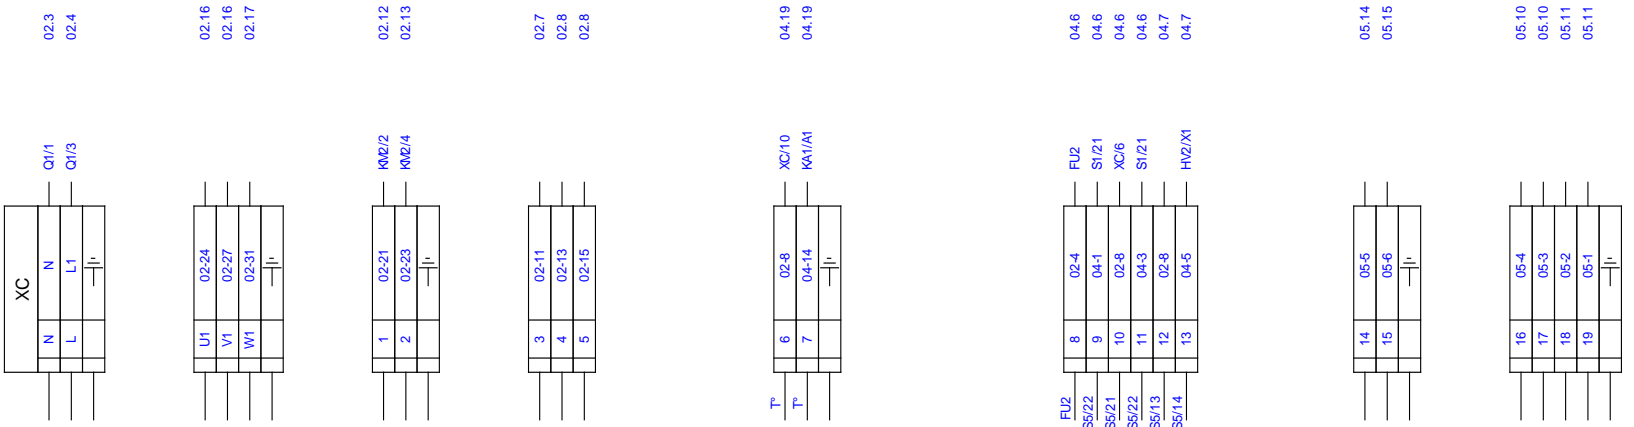 02.3
02.4
02.16
02.16
02.17
02.12
02.13
02.7
02.8
02.8
04.19
04.19
04.6
04.6
04.6
04.6
04.7
04.7
05.14
05.15
05.10
05.10
05.11
05.11
Q1/1
Q1/3
KM2/2
KM2/4
XC/10
KA1/A1
FU2
S1/21
XC/6
S1/21
HV2/X1
XC
N
L1
02-24
02-27
02-31
02-21
02-23
02-11
02-13
02-15
02-8
04-14
02-4
04-1
02-8
04-3
02-8
04-5
05-5
05-6
05-4
05-3
05-2
05-1
N
L
U1
V1
W1
1
2
3
4
5
6
7
8
9
10
11
12
13
14
15
16
17
18
19
T°
T°
FU2
S5/22
S5/21
S5/22
S5/13
S5/14